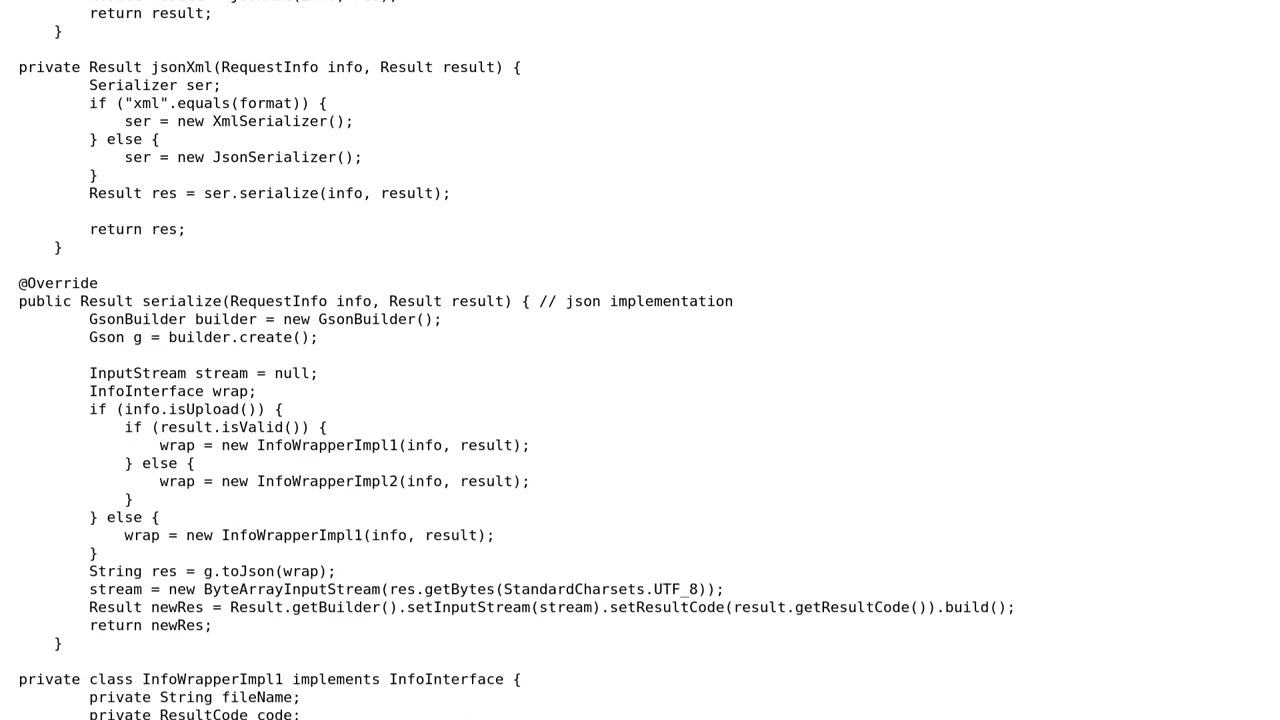 return result;
}
private Result jsonXml(RequestInfo info, Result result) {
Serializer ser;
if ("xml".equals(format)) {
ser = new XmlSerializer();
} else {
ser = new JsonSerializer();
}
Result res = ser.serialize(info, result);
return res;
}
@Override
public Result serialize(RequestInfo info, Result result) { // json implementation
GsonBuilder builder = new GsonBuilder();
Gson g = builder.create();
InputStream stream = null;
InfoInterface wrap;
if (info.isUpload()) {
if (result.isValid()) {
wrap = new InfoWrapperImpl1(info, result);
} else {
wrap = new InfoWrapperImpl2(info, result);
}
} else {
wrap = new InfoWrapperImpl1(info, result);
}
String res = g.toJson(wrap);
stream = new ByteArrayInputStream(res.getBytes(StandardCharsets.UTF_8));
Result newRes = Result.getBuilder().setInputStream(stream).setResultCode(result.getResultCode()).build();
return newRes;
}
private class InfoWrapperImpl1 implements InfoInterface {
private String fileName;
private ResultCode code;